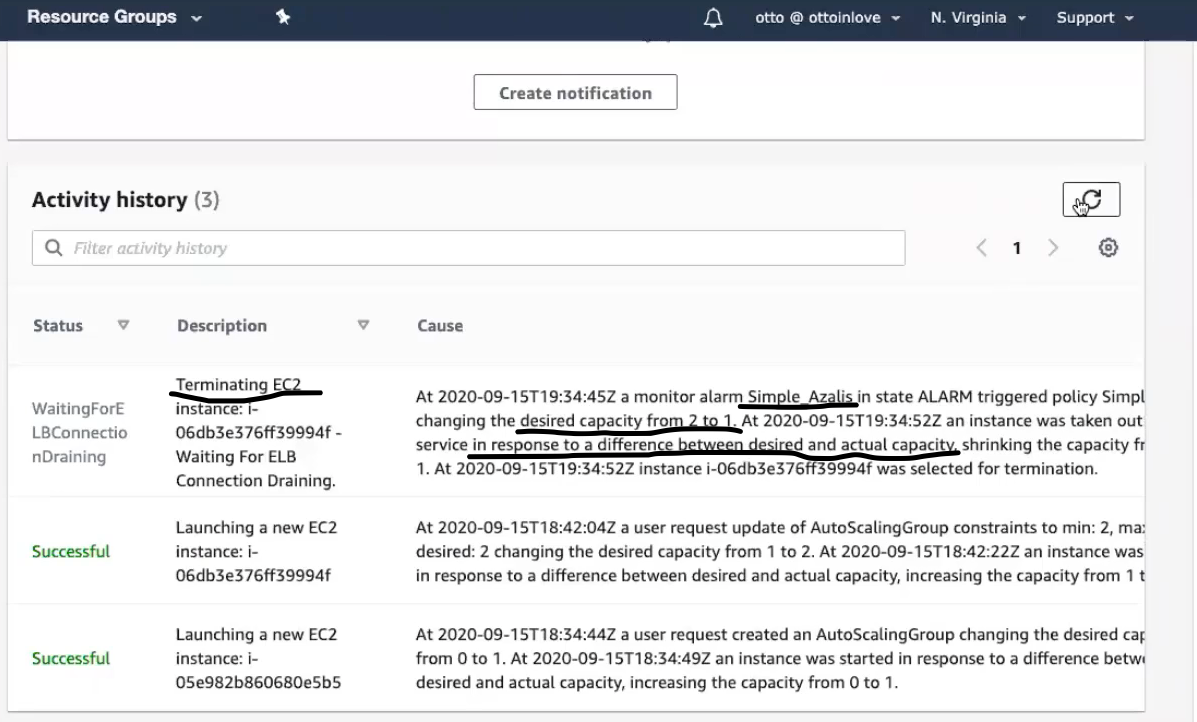 Resource Groups
otto @ ottoinlove
N. Virginia
Support
Create notification
Activity history (3)
Filter activity history
1
Status
Description
Cause
WaitingForE
LBConnectio
nDraining
Terminating EC2
instance: i-
06db3e376ff39994f -
Waiting For ELB
Connection Draining.
At 2020-09-15T19:34:45Z a monitor alarm Simple_Azalis in state ALARM triggered policy Simpl
changing the desired capacity from 2 to 1. At 2020-09-15T19:34:52Z an instance was taken out
service in response to a difference between desired and actual capacity, shrinking the capacity fr
1. At 2020-09-15T19:34:52Z instance i-06db3e376ff39994f was selected for termination.
Successful
Launching a new EC2
instance: i-
06db3e376ff39994f
At 2020-09-15T18:42:04Z a user request update of AutoScalingGroup constraints to min: 2, max
desired: 2 changing the desired capacity from 1 to 2. At 2020-09-15T18:42:22Z an instance was
in response to a difference between desired and actual capacity, increasing the capacity from 1 t
Successful
Launching a new EC2
instance: i-
05e982b860680e5b5
At 2020-09-15T18:34:44Z a user request created an AutoScalingGroup changing the desired cap
from 0 to 1. At 2020-09-15T18:34:49Z an instance was started in response to a difference betwe
desired and actual capacity, increasing the capacity from 0 to 1.